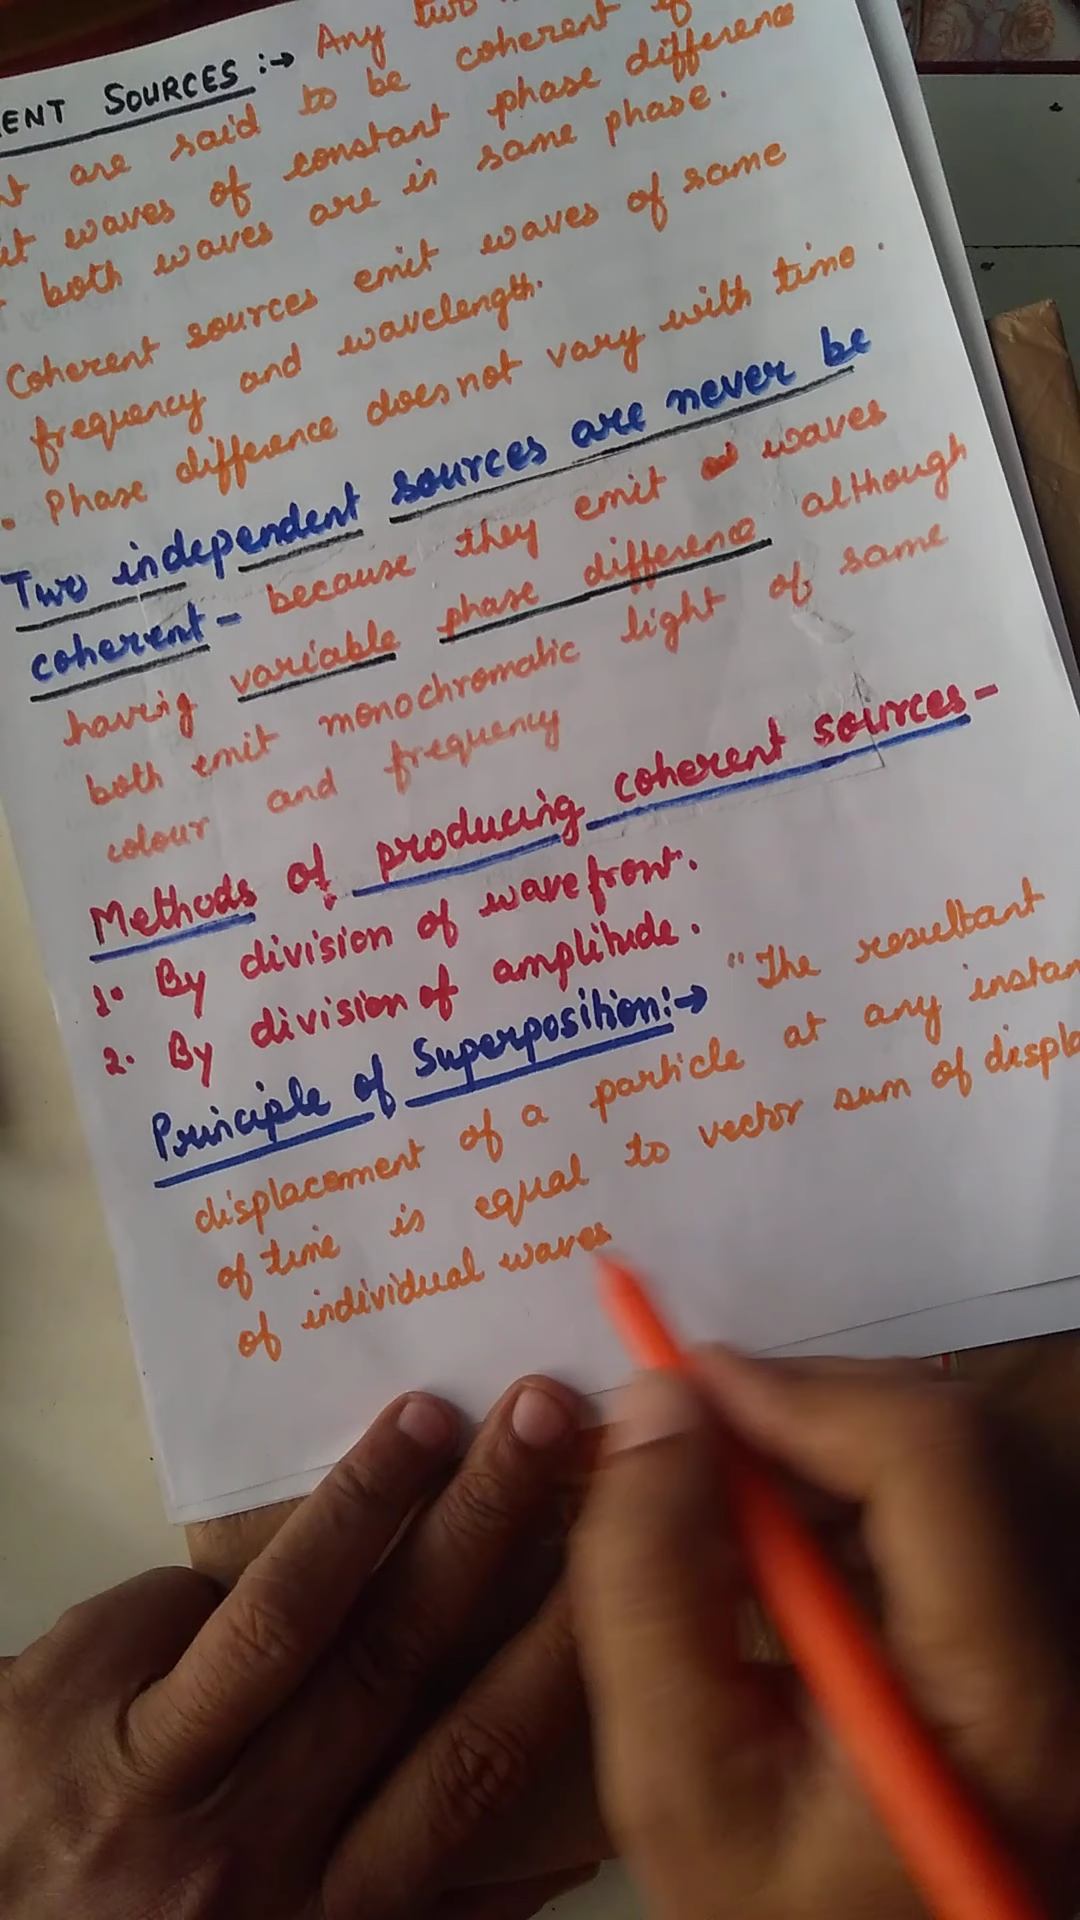 ENT SOURCES :→ Any two
are said to be coherent if
waves of constant phase difference
both waves are in same phase.
Coherent sources emit waves of same
frequency and wavelength.
• Phase difference does not vary with time.
Two independent sources are never be
coherent - because they emit waves
having variable phase difference although
both emit monochromatic light of same
colour and frequency
Methods of producing coherent sources -
1. By division of wavefront.
2. By division of amplitude.
Principle of Superposition :→ "The resultant
displacement of a particle at any instan
of time is equal to vector sum of displa
of individual waves